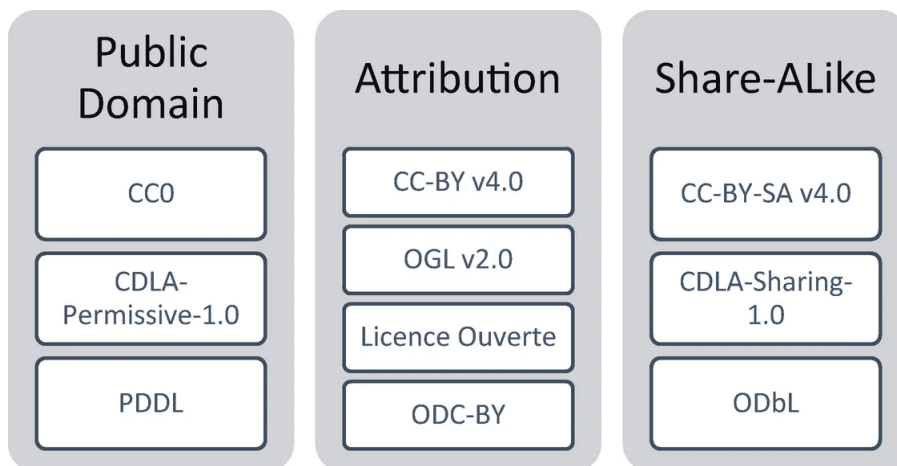 Public
Domain
CC0
CDLA-
Permissive-1.0
PDDL
Attribution
CC-BY v4.0
OGL v2.0
Licence Ouverte
ODC-BY
Share-ALike
CC-BY-SA v4.0
CDLA-Sharing-
1.0
ODbL